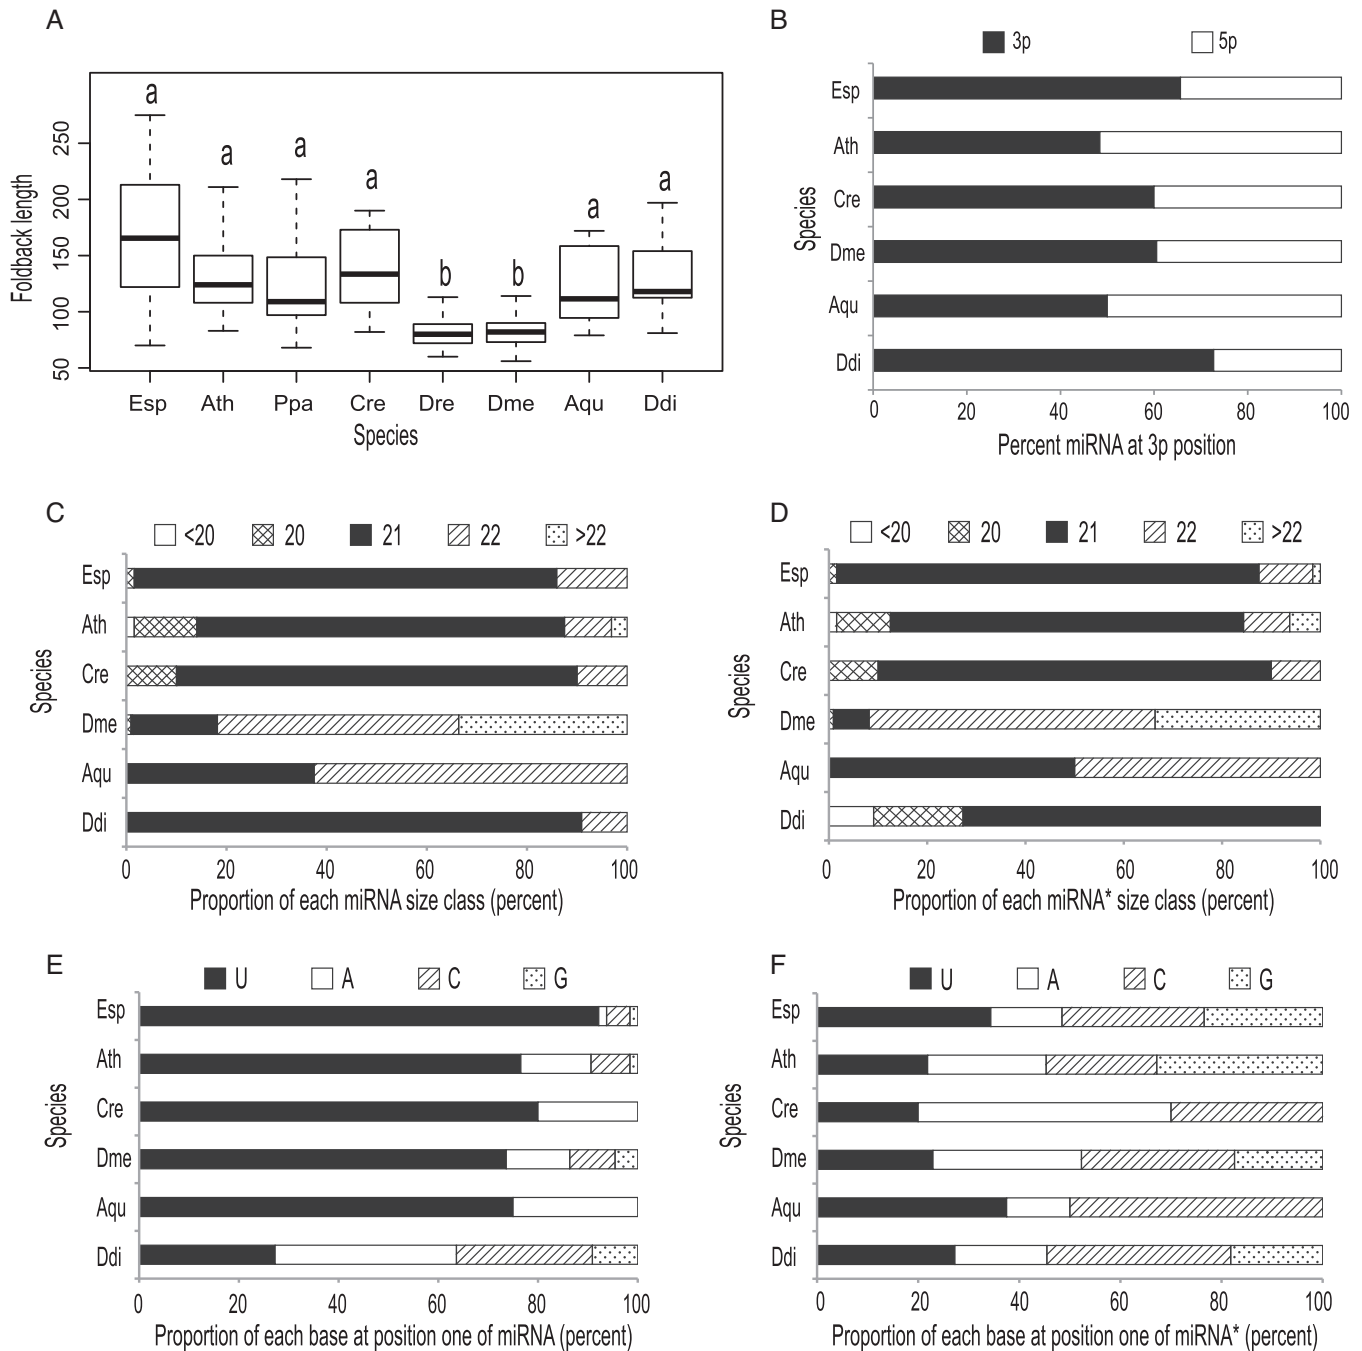 A
a a a a b b a a
Foldback length
50 100 150 200 250
Esp Ath Ppa Cre Dre Dme Aqu Ddi
Species
B
3p 5p
Species
Esp
Ath
Cre
Dme
Aqu
Ddi
0 20 40 60 80 100
Percent miRNA at 3p position
C
<20 20 21 22 >22
Species
Esp
Ath
Cre
Dme
Aqu
Ddi
0 20 40 60 80 100
Proportion of each miRNA size class (percent)
D
<20 20 21 22 >22
Species
Esp
Ath
Cre
Dme
Aqu
Ddi
0 20 40 60 80 100
Proportion of each miRNA* size class (percent)
E
U A C G
Species
Esp
Ath
Cre
Dme
Aqu
Ddi
0 20 40 60 80 100
Proportion of each base at position one of miRNA (percent)
F
U A C G
Species
Esp
Ath
Cre
Dme
Aqu
Ddi
0 20 40 60 80 100
Proportion of each base at position one of miRNA* (percent)